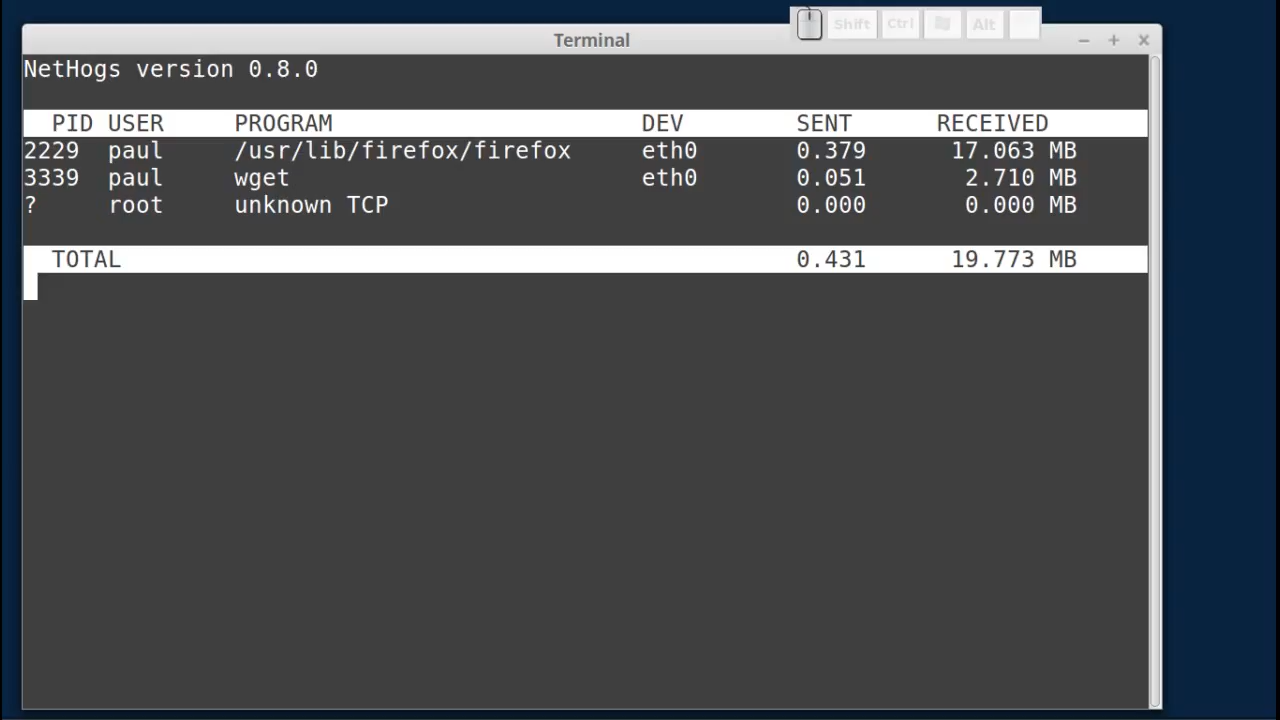 Shift Ctrl Alt
Terminal
NetHogs version 0.8.0
PID USER PROGRAM DEV SENT RECEIVED
2229 paul /usr/lib/firefox/firefox eth0 0.379 17.063 MB
3339 paul wget eth0 0.051 2.710 MB
? root unknown TCP 0.000 0.000 MB
TOTAL 0.431 19.773 MB